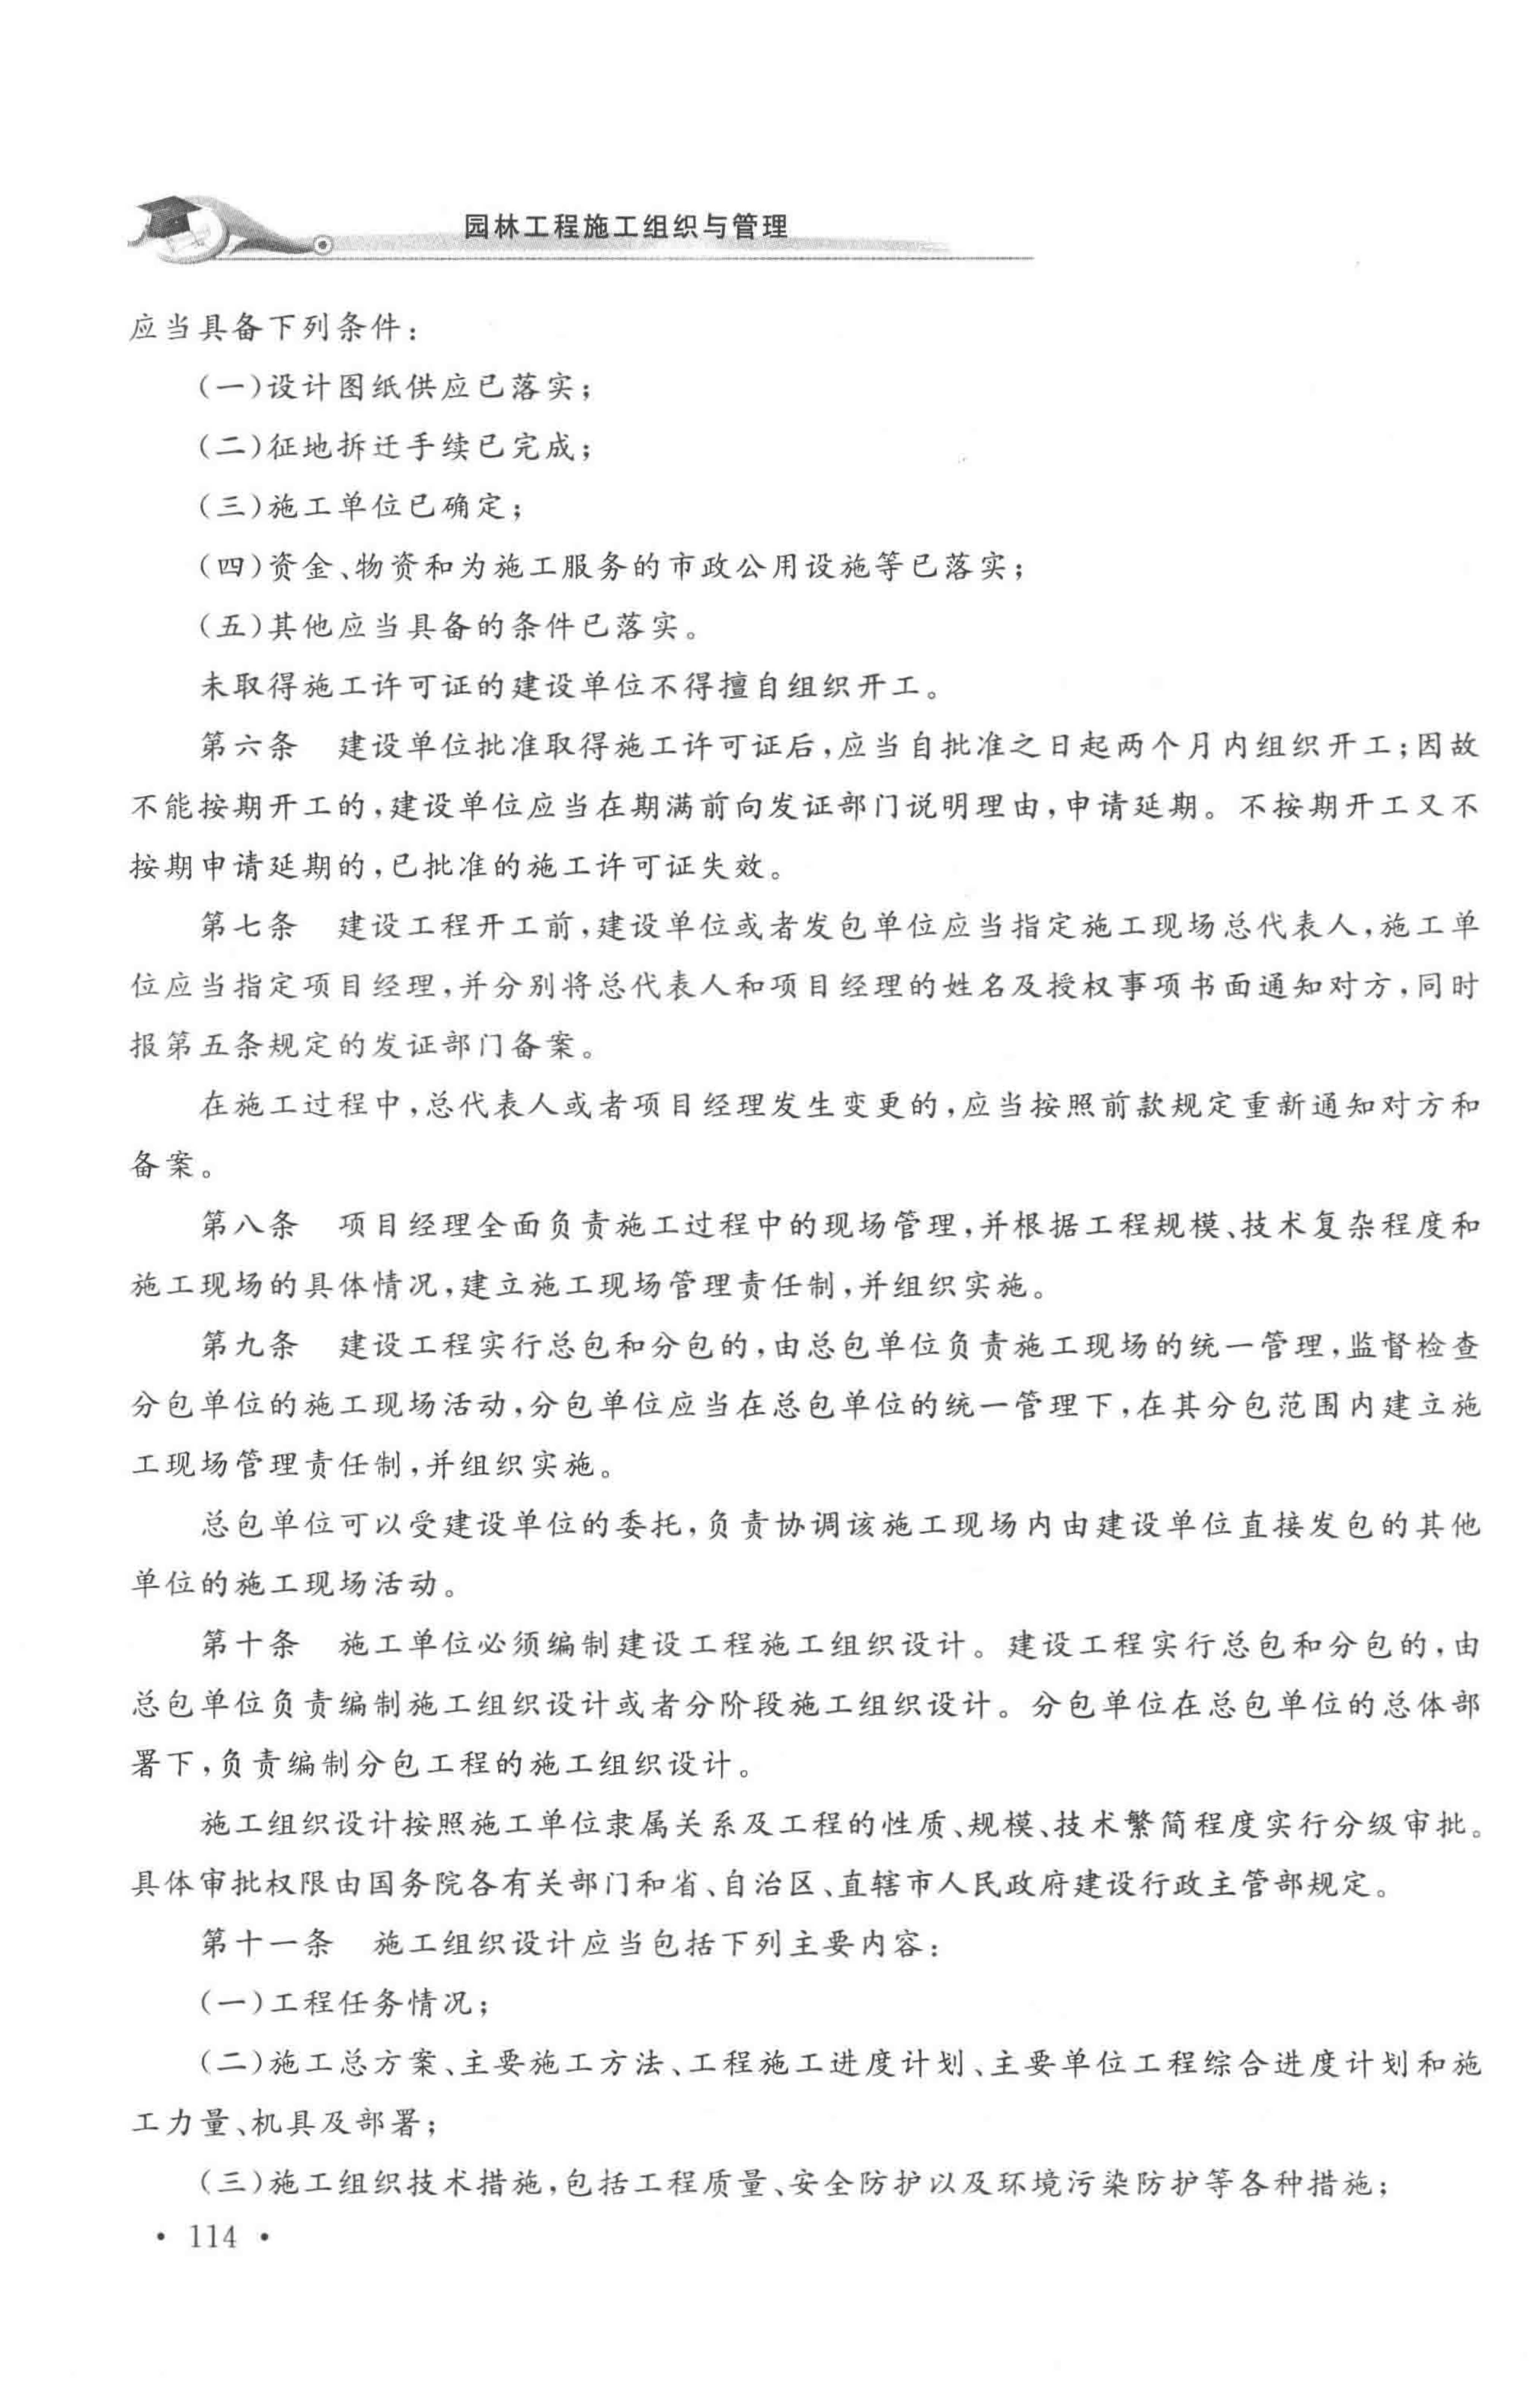 园林工程施工组织与管理
应当具备下列条件：
（一）设计图纸供应已落实；
（二）征地拆迁手续已完成；
（三）施工单位已确定；
（四）资金、物资和为施工服务的市政公用设施等已落实；
（五）其他应当具备的条件已落实。
未取得施工许可证的建设单位不得擅自组织开工。
第六条　建设单位批准取得施工许可证后，应当自批准之日起两个月内组织开工；因故
不能按期开工的，建设单位应当在期满前向发证部门说明理由，申请延期。不按期开工又不
按期申请延期的，已批准的施工许可证失效。
第七条　建设工程开工前，建设单位或者发包单位应当指定施工现场总代表人，施工单
位应当指定项目经理，并分别将总代表人和项目经理的姓名及授权事项书面通知对方，同时
报第五条规定的发证部门备案。
在施工过程中，总代表人或者项目经理发生变更的，应当按照前款规定重新通知对方和
备案。
第八条　项目经理全面负责施工过程中的现场管理，并根据工程规模、技术复杂程度和
施工现场的具体情况，建立施工现场管理责任制，并组织实施。
第九条　建设工程实行总包和分包的，由总包单位负责施工现场的统一管理，监督检查
分包单位的施工现场活动，分包单位应当在总包单位的统一管理下，在其分包范围内建立施
工现场管理责任制，并组织实施。
总包单位可以受建设单位的委托，负责协调该施工现场内由建设单位直接发包的其他
单位的施工现场活动。
第十条　施工单位必须编制建设工程施工组织设计。建设工程实行总包和分包的，由
总包单位负责编制施工组织设计或者分阶段施工组织设计。分包单位在总包单位的总体部
署下，负责编制分包工程的施工组织设计。
施工组织设计按照施工单位隶属关系及工程的性质、规模、技术繁简程度实行分级审批。
具体审批权限由国务院各有关部门和省、自治区、直辖市人民政府建设行政主管部规定。
第十一条　施工组织设计应当包括下列主要内容：
（一）工程任务情况；
（二）施工总方案、主要施工方法、工程施工进度计划、主要单位工程综合进度计划和施
工力量、机具及部署；
（三）施工组织技术措施，包括工程质量、安全防护以及环境污染防护等各种措施；
• 114 •